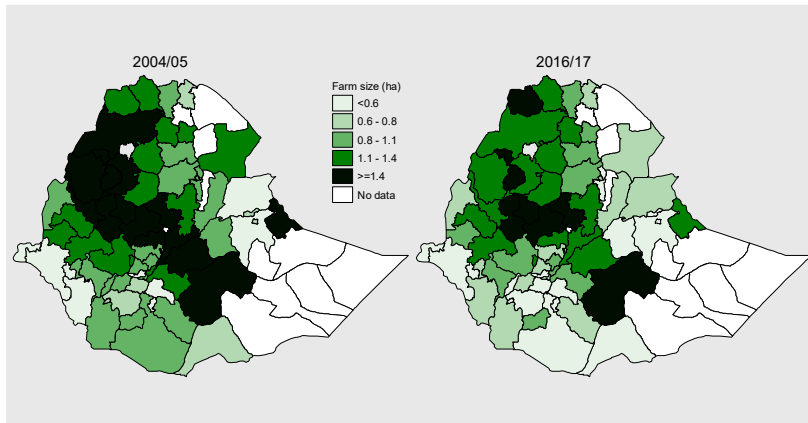 2004/05
2016/17
Farm size (ha)
<0.6
0.6 - 0.8
0.8 - 1.1
1.1 - 1.4
>=1.4
No data